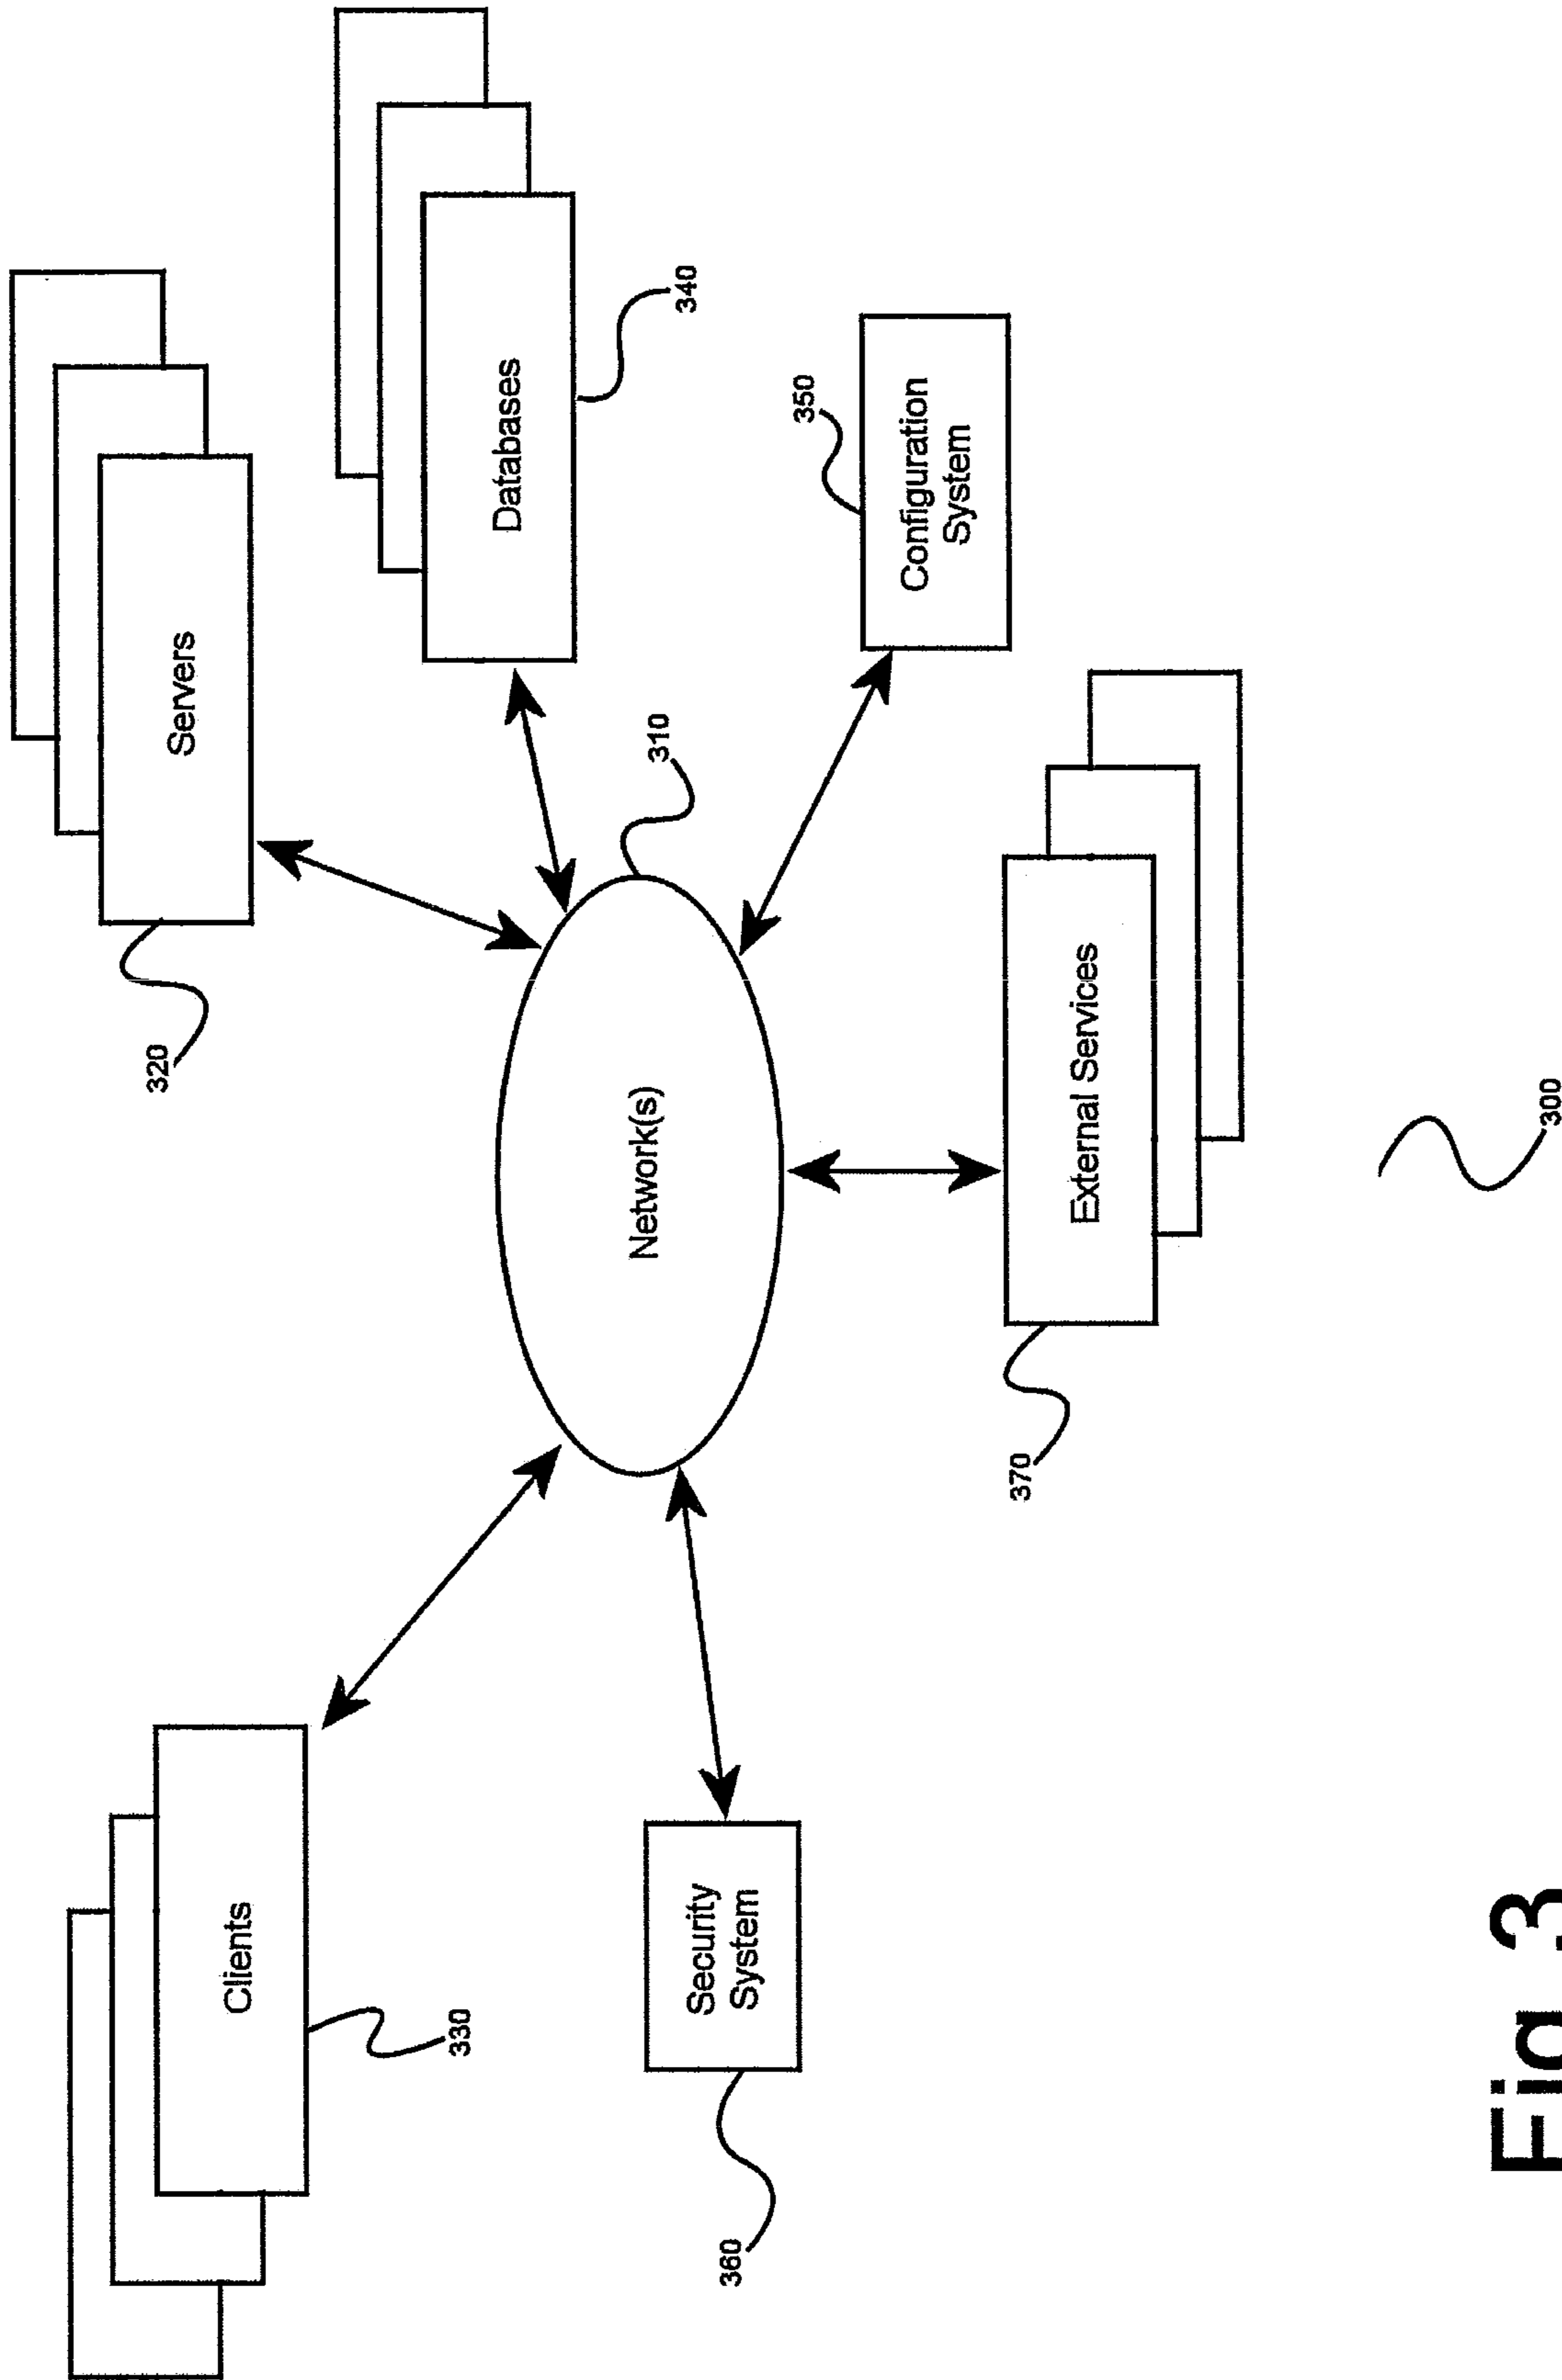 320
Servers
Clients
330
Databases
340
Network(s)
310
350
Configuration
System
Security
System
360
370
External Services
300
Fig. 3